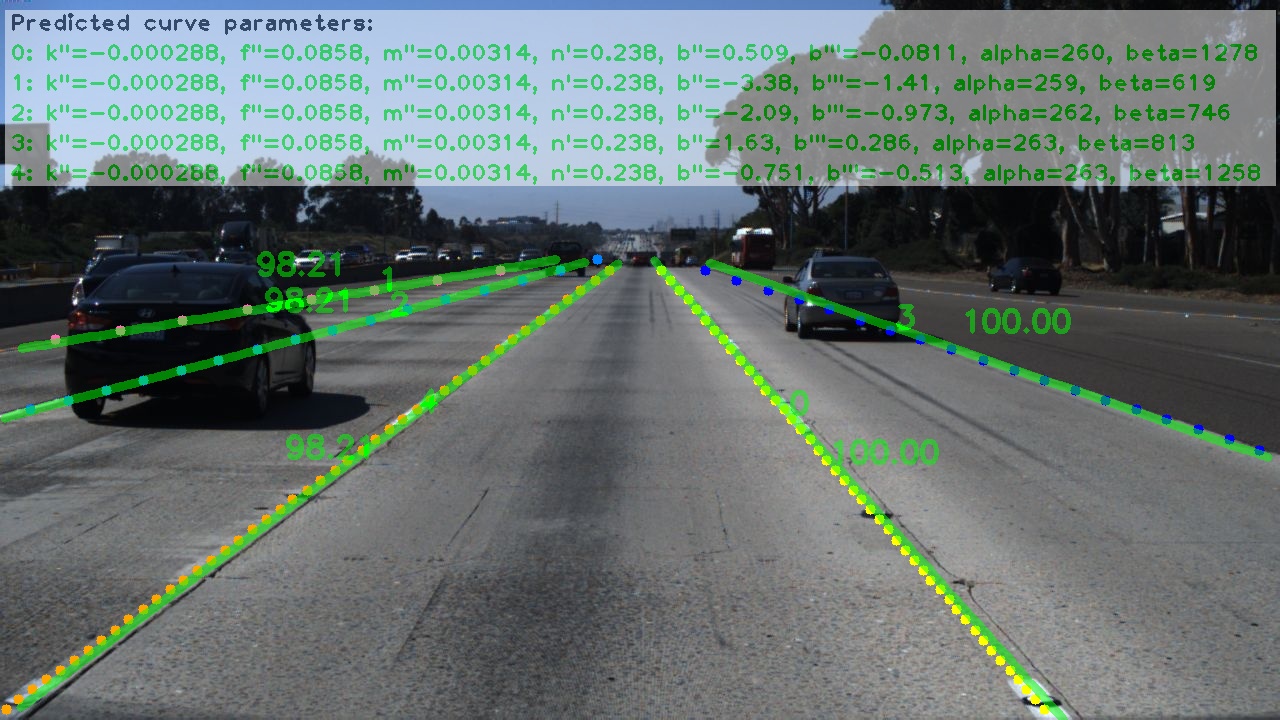 Predicted curve parameters:
0: k''=-0.000288, f''=0.0858, m''=0.00314, n'=0.238, b''=0.509, b'''=-0.0811, alpha=260, beta=1278
1: k''=-0.000288, f''=0.0858, m''=0.00314, n'=0.238, b''=-3.38, b'''=-1.41, alpha=259, beta=619
2: k''=-0.000288, f''=0.0858, m''=0.00314, n'=0.238, b''=-2.09, b'''=-0.973, alpha=262, beta=746
3: k''=-0.000288, f''=0.0858, m''=0.00314, n'=0.238, b''=1.63, b'''=0.286, alpha=263, beta=813
4: k''=-0.000288, f''=0.0858, m''=0.00314, n'=0.238, b''=-0.751, b'''=-0.513, alpha=263, beta=1258
98.21
1
98.21
2
3
100.00
0
98.21
100.00